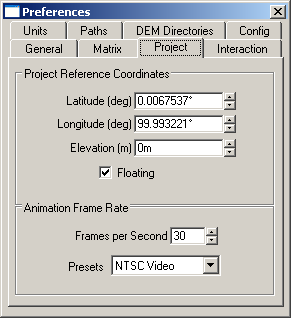 Preferences
Units Paths DEM Directories Config
General Matrix Project Interaction
Project Reference Coordinates
Latitude (deg) 0.0067537°
Longitude (deg) 99.993221°
Elevation (m) 0m
Floating
Animation Frame Rate
Frames per Second 30
Presets NTSC Video